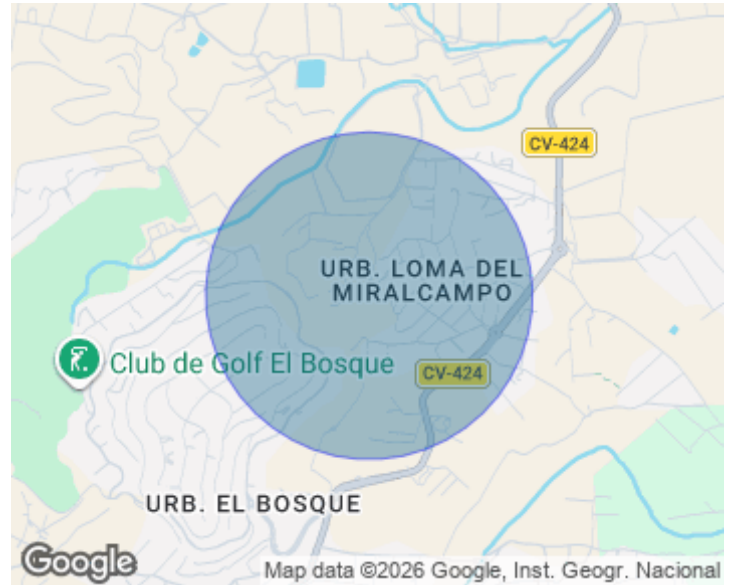 CV-424
URB. LOMA DEL
MIRALCAMPO
Club de Golf El Bosque
CV-424
URB. EL BOSQUE
Google
Map data ©2026 Google, Inst. Geogr. Nacional